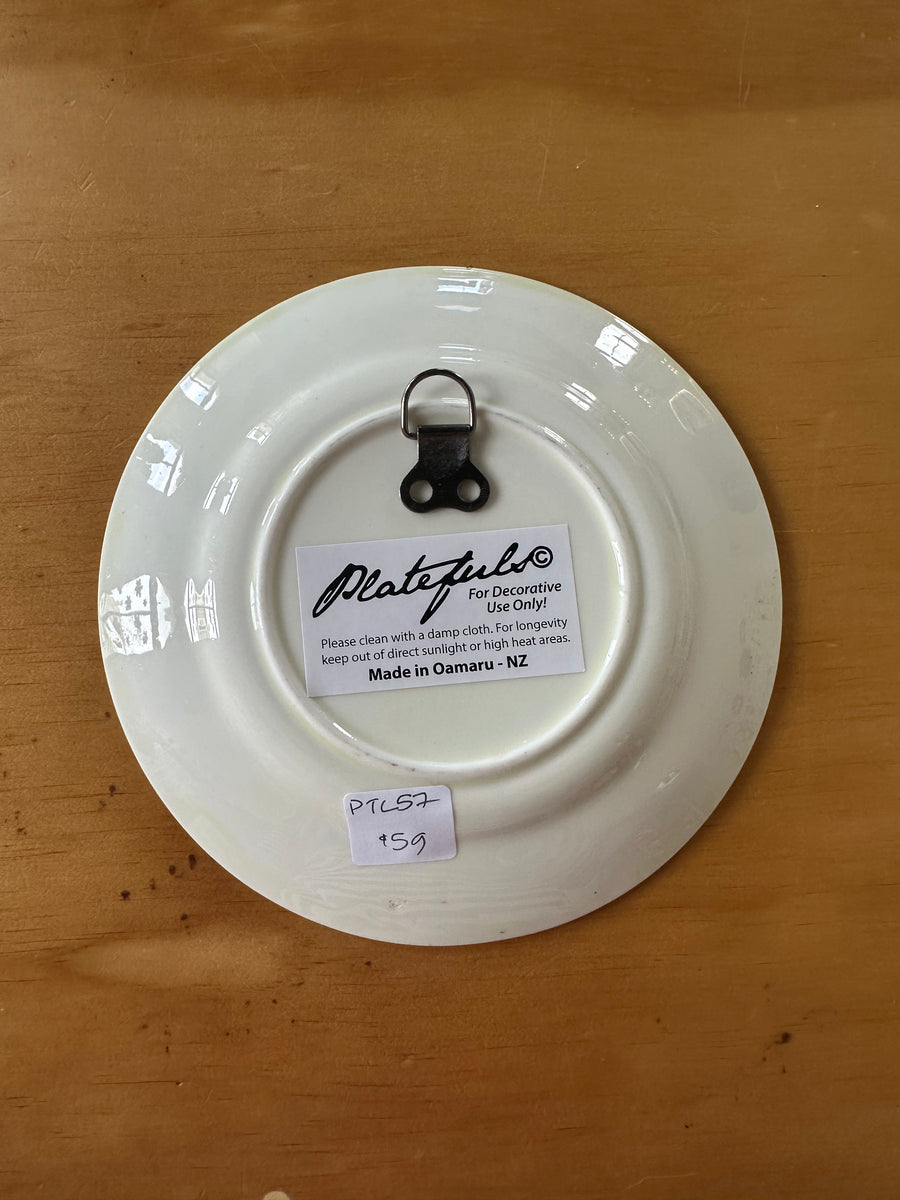 Platefuls©
For Decorative
Use Only!
Please clean with a damp cloth. For longevity
keep out of direct sunlight or high heat areas.
Made in Oamaru - NZ
PTL57
$59